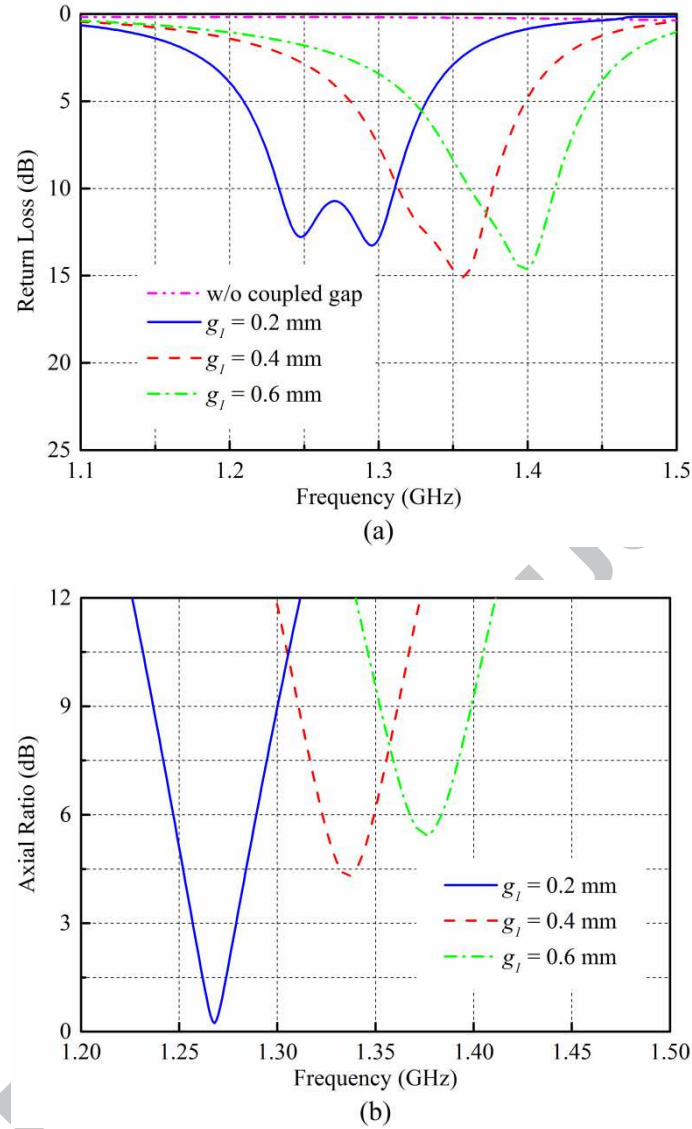 0
5
10
15
20
25
Return Loss (dB)
w/o coupled gap
g1 = 0.2 mm
g1 = 0.4 mm
g1 = 0.6 mm
1.1 1.2 1.3 1.4 1.5
Frequency (GHz)
(a)
12
9
6
3
0
Axial Ratio (dB)
g1 = 0.2 mm
g1 = 0.4 mm
g1 = 0.6 mm
1.20 1.25 1.30 1.35 1.40 1.45 1.50
Frequency (GHz)
(b)